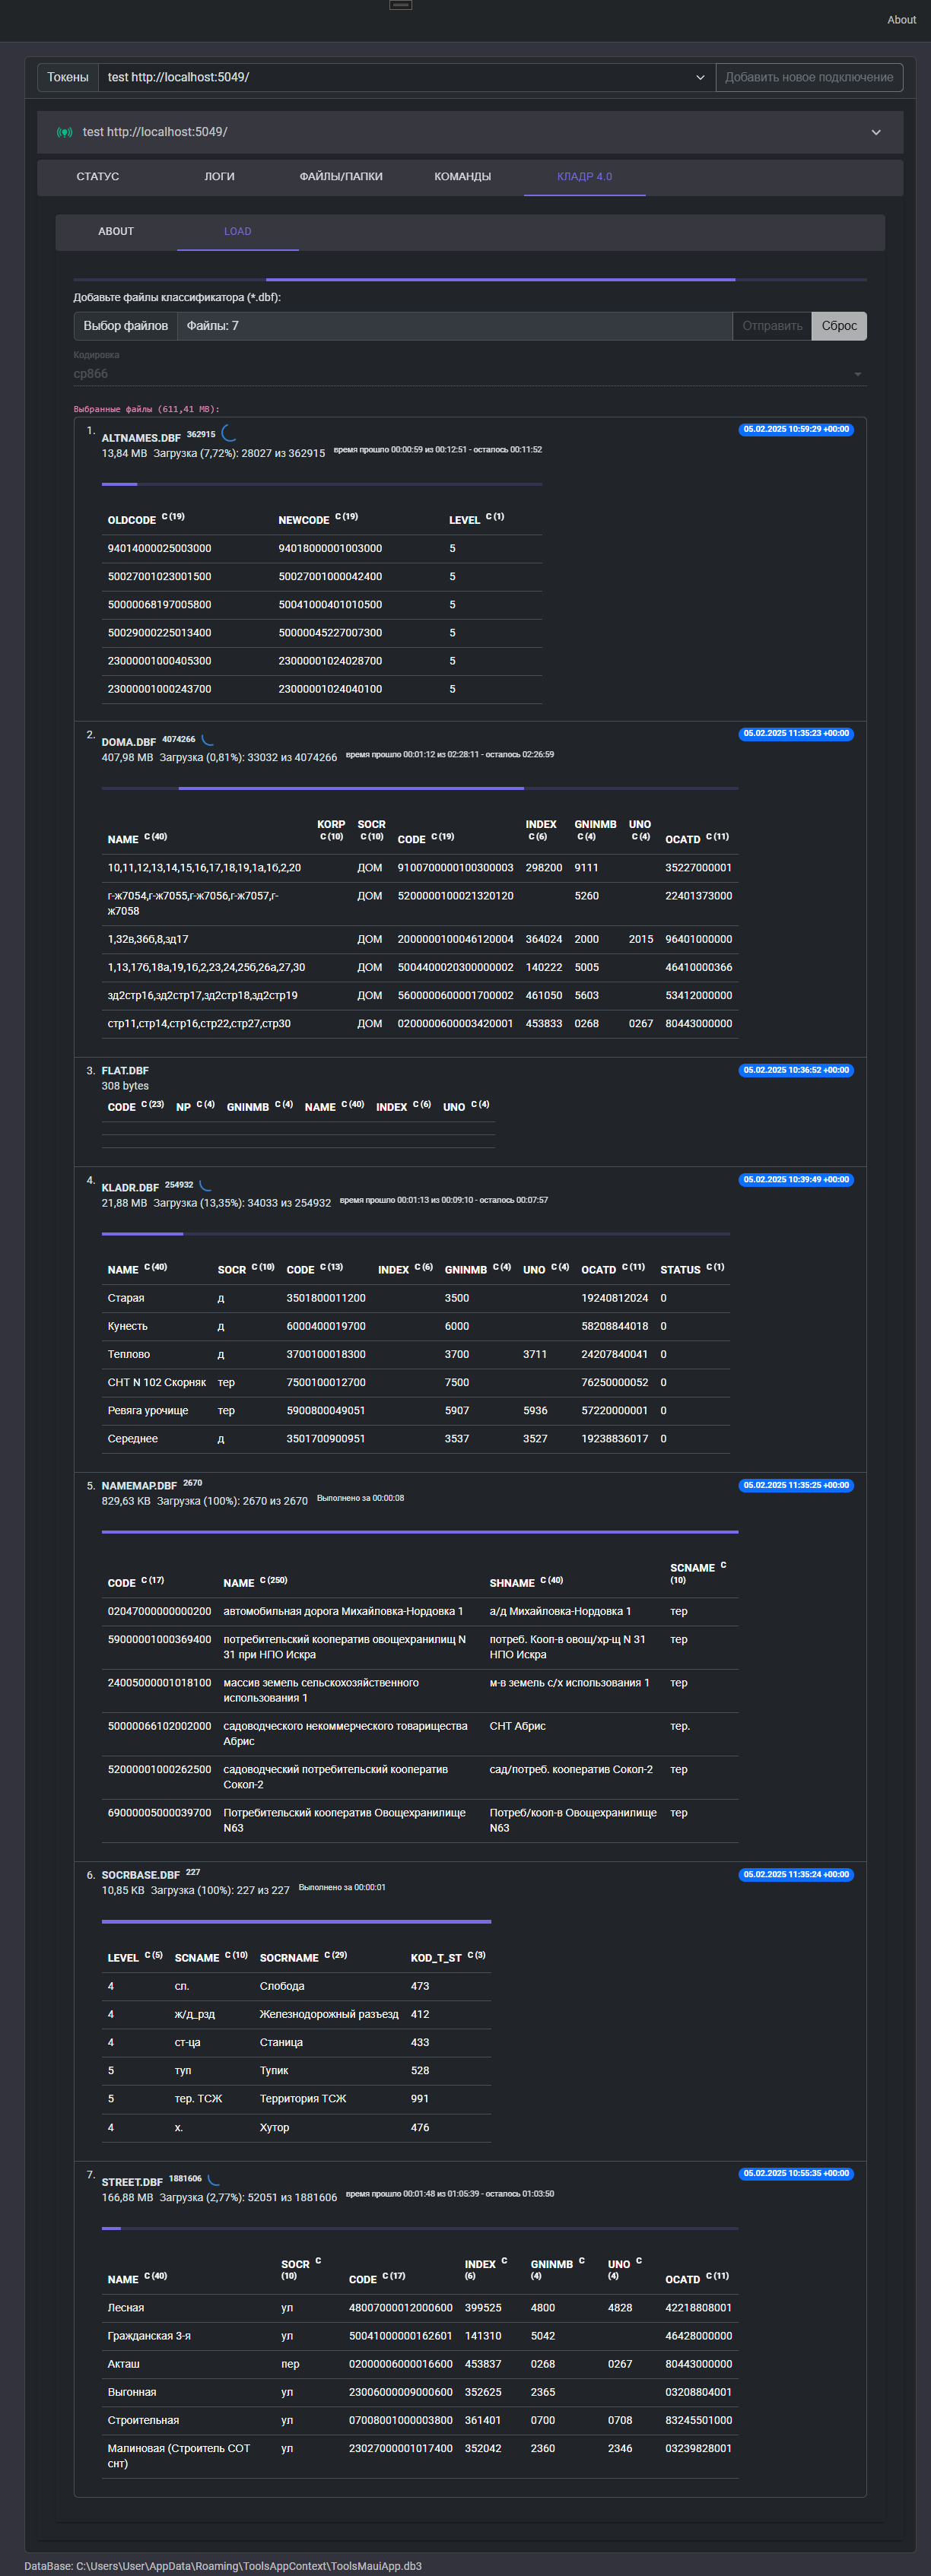 About
Токены test http://localhost:5049/ Добавить новое подключение
test http://localhost:5049/
СТАТУС ЛОГИ ФАЙЛЫ/ПАПКИ КОМАНДЫ КЛАДР 4.0
ABOUT LOAD
Добавьте файлы классификатора (*.dbf):
Выбор файлов Файлы: 7 Отправить Сброс
Кодировка
cp866
Выбранные файлы (611,41 MB):
1. ALTNAMES.DBF 362915 05.02.2025 10:59:29 +00:00
13,84 MB Загрузка (7,72%): 28027 из 362915 время прошло 00:00:59 из 00:12:51 - осталось 00:11:52
OLDCODE C (19) NEWCODE C (19) LEVEL C (1)
94014000025003000 94018000001003000 5
50027001023001500 50027001000042400 5
50000068197005800 50041000401010500 5
50029000225013400 50000045227007300 5
23000001000405300 23000001024028700 5
23000001000243700 23000001024040100 5
2. DOMA.DBF 4074266 05.02.2025 11:35:23 +00:00
407,98 MB Загрузка (0,81%): 33032 из 4074266 время прошло 00:01:12 из 02:28:11 - осталось 02:26:59
NAME C (40) KORP C (10) SOCR C (10) CODE C (19) INDEX C (6) GNINMB C (4) UNO C (4) OCATD C (11)
10,11,12,13,14,15,16,17,18,19,1а,1б,2,20 ДОМ 9100700000100300003 298200 9111 35227000001
г-ж7054,г-ж7055,г-ж7056,г-ж7057,г-
ж7058 ДОМ 5200000100021320120 5260 22401373000
1,32в,36б,8,зд17 ДОМ 2000000100046120004 364024 2000 2015 96401000000
1,13,17б,18а,19,1б,2,23,24,25б,26а,27,30 ДОМ 5004400020300000002 140222 5005 46410000366
зд2стр16,зд2стр17,зд2стр18,зд2стр19 ДОМ 5600000600001700002 461050 5603 53412000000
стр11,стр14,стр16,стр22,стр27,стр30 ДОМ 0200000600003420001 453833 0268 0267 80443000000
3. FLAT.DBF 05.02.2025 10:36:52 +00:00
308 bytes
CODE C (23) NP C (4) GNINMB C (4) NAME C (40) INDEX C (6) UNO C (4)
4. KLADR.DBF 254932 05.02.2025 10:39:49 +00:00
21,88 MB Загрузка (13,35%): 34033 из 254932 время прошло 00:01:13 из 00:09:10 - осталось 00:07:57
NAME C (40) SOCR C (10) CODE C (13) INDEX C (6) GNINMB C (4) UNO C (4) OCATD C (11) STATUS C (1)
Старая д 3501800011200 3500 19240812024 0
Кунесть д 6000400019700 6000 58208844018 0
Теплово д 3700100018300 3700 3711 24207840041 0
СНТ N 102 Скорняк тер 7500100012700 7500 76250000052 0
Ревяга урочище тер 5900800049051 5907 5936 57220000001 0
Середнее д 3501700900951 3537 3527 19238836017 0
5. NAMEMAP.DBF 2670 05.02.2025 11:35:25 +00:00
829,63 KB Загрузка (100%): 2670 из 2670 Выполнено за 00:00:08
CODE C (17) NAME C (250) SHNAME C (40) SCNAME C (10)
02047000000000200 автомобильная дорога Михайловка-Нордовка 1 а/д Михайловка-Нордовка 1 тер
59000001000369400 потребительский кооператив овощехранилищ N потреб. Кооп-в овощ/хр-щ N 31 тер
31 при НПО Искра НПО Искра
24005000001018100 массив земель сельскохозяйственного м-в земель с/х использования 1 тер
использования 1
50000066102002000 садоводческого некоммерческого товарищества СНТ Абрис тер.
Абрис
52000001000262500 садоводческий потребительский кооператив сад/потреб. кооператив Сокол-2 тер
Сокол-2
69000005000039700 Потребительский кооператив Овощехранилище Потреб/кооп-в Овощехранилище тер
N63 N63
6. SOCRBASE.DBF 227 05.02.2025 11:35:24 +00:00
10,85 KB Загрузка (100%): 227 из 227 Выполнено за 00:00:01
LEVEL C (5) SCNAME C (10) SOCRNAME C (29) KOD_T_ST C (3)
4 сл. Слобода 473
4 ж/д_рзд Железнодорожный разъезд 412
4 ст-ца Станица 433
5 туп Тупик 528
5 тер. ТСЖ Территория ТСЖ 991
4 х. Хутор 476
7. STREET.DBF 1881606 05.02.2025 10:55:35 +00:00
166,88 MB Загрузка (2,77%): 52051 из 1881606 время прошло 00:01:48 из 01:05:39 - осталось 01:03:50
NAME C (40) SOCR C (10) CODE C (17) INDEX C (6) GNINMB C (4) UNO C (4) OCATD C (11)
Лесная ул 48007000012000600 399525 4800 4828 42218808001
Гражданская 3-я ул 50041000000162601 141310 5042 46428000000
Акташ пер 02000006000016600 453837 0268 0267 80443000000
Выгонная ул 23006000009000600 352625 2365 03208804001
Строительная ул 07008001000003800 361401 0700 0708 83245501000
Малиновая (Строитель СОТ ул 23027000001017400 352042 2360 2346 03239828001
снт)
DataBase: C:\Users\User\AppData\Roaming\ToolsAppContext\ToolsMauiApp.db3